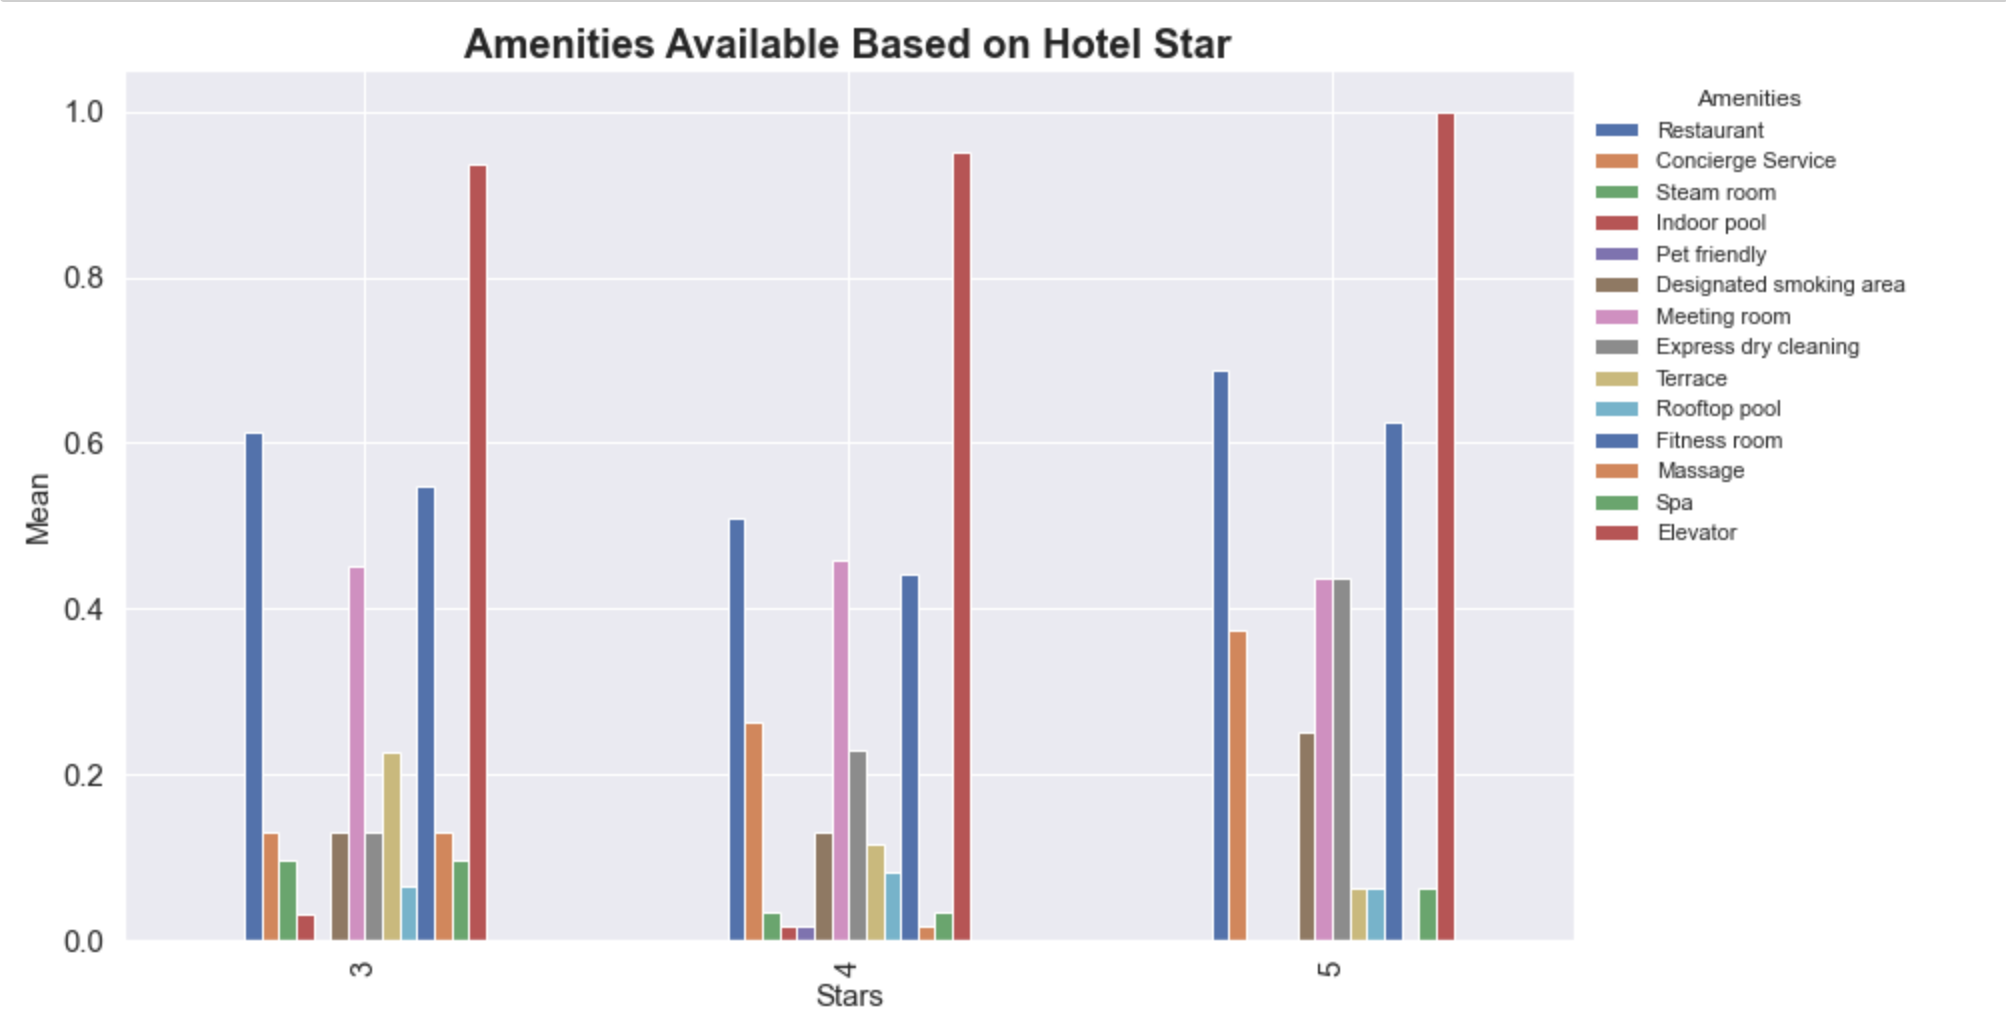 Amenities Available Based on Hotel Star
1.0
0.8
0.6
0.4
0.2
0.0
Mean
3
4
5
Stars
Amenities
Restaurant
Concierge Service
Steam room
Indoor pool
Pet friendly
Designated smoking area
Meeting room
Express dry cleaning
Terrace
Rooftop pool
Fitness room
Massage
Spa
Elevator